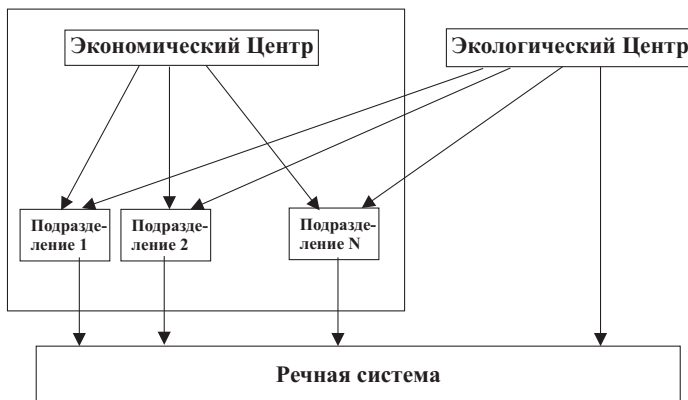 Экономический Центр
Экологический Центр
Подразде-
ление 1
Подразде-
ление 2
Подразде-
ление N
Речная система